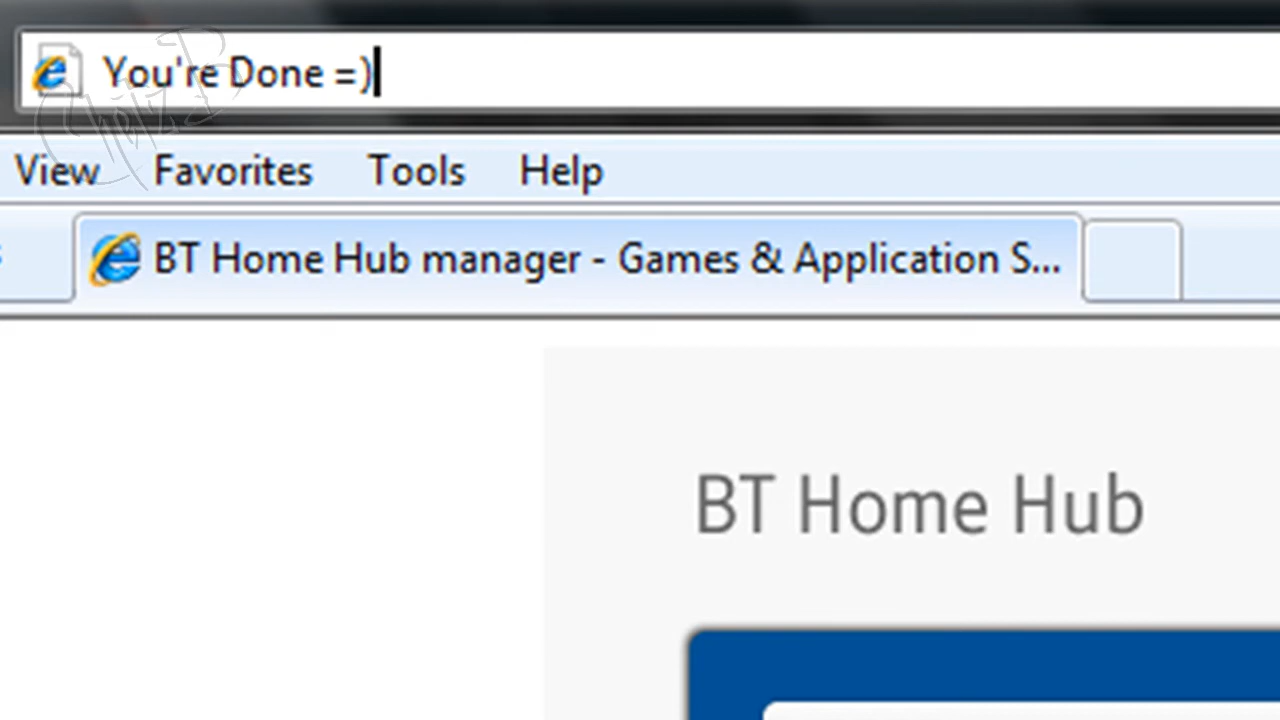 You're Done =)
View Favorites Tools Help
BT Home Hub manager - Games & Application S...
BT Home Hub